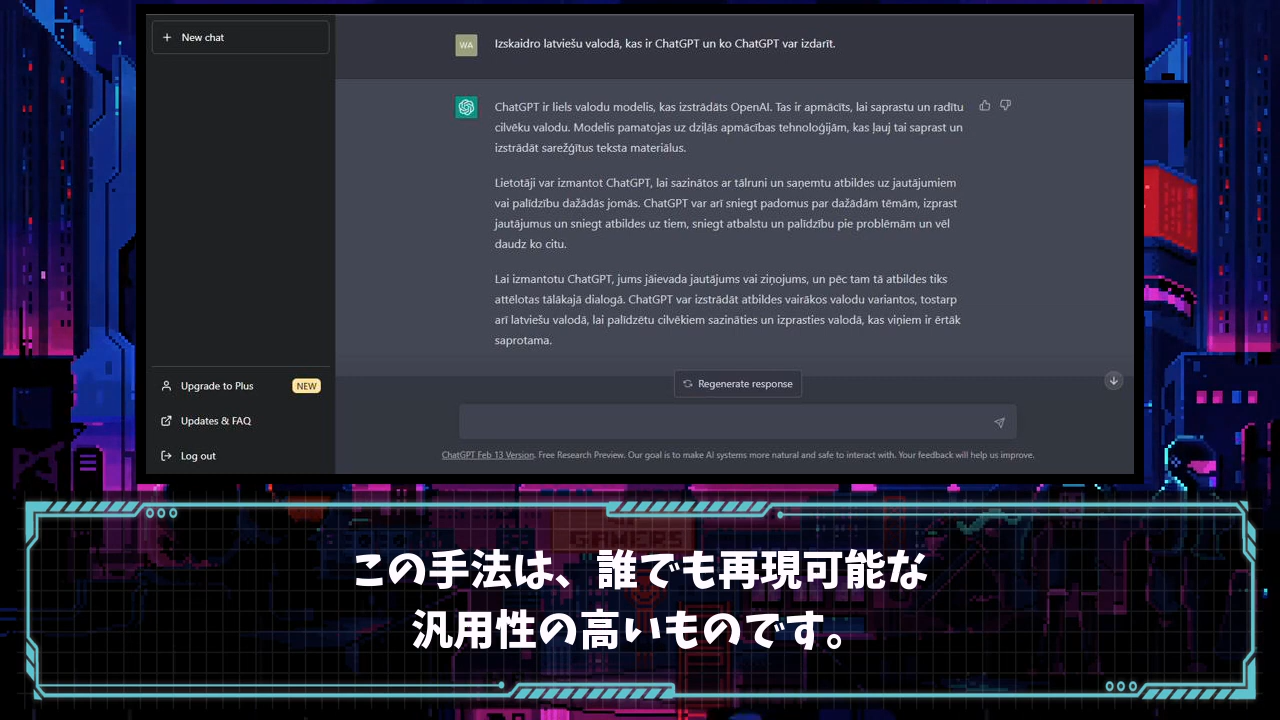 New chat
WA
Izskaidro latviešu valodā, kas ir ChatGPT un ko ChatGPT var izdarīt.
ChatGPT ir liels valodu modelis, kas izstrādāts OpenAI. Tas ir apmācīts, lai saprastu un radītu
cilvēku valodu. Modelis pamatojas uz dziļās apmācības tehnoloģijām, kas ļauj tai saprast un
izstrādāt sarežģītus teksta materiālus.
Lietotāji var izmantot ChatGPT, lai sazinātos ar tālruni un saņemtu atbildes uz jautājumiem
vai palīdzību dažādās jomās. ChatGPT var arī sniegt padomus par dažādām tēmām, izprast
jautājumus un sniegt atbildes uz tiem, sniegt atbalstu un palīdzību pie problēmām un vēl
daudz ko citu.
Lai izmantotu ChatGPT, jums jāievada jautājums vai ziņojums, un pēc tam tā atbildes tiks
attēlotas tālākajā dialogā. ChatGPT var izstrādāt atbildes vairākos valodu variantos, tostarp
arī latviešu valodā, lai palīdzētu cilvēkiem sazināties un izprasties valodā, kas viņiem ir ērtāk
saprotama.
Regenerate response
Upgrade to Plus NEW
Updates & FAQ
Log out
ChatGPT Feb 13 Version. Free Research Preview. Our goal is to make AI systems more natural and safe to interact with. Your feedback will help us improve.
GAMERS
この手法は、誰でも再現可能な
汎用性の高いものです。